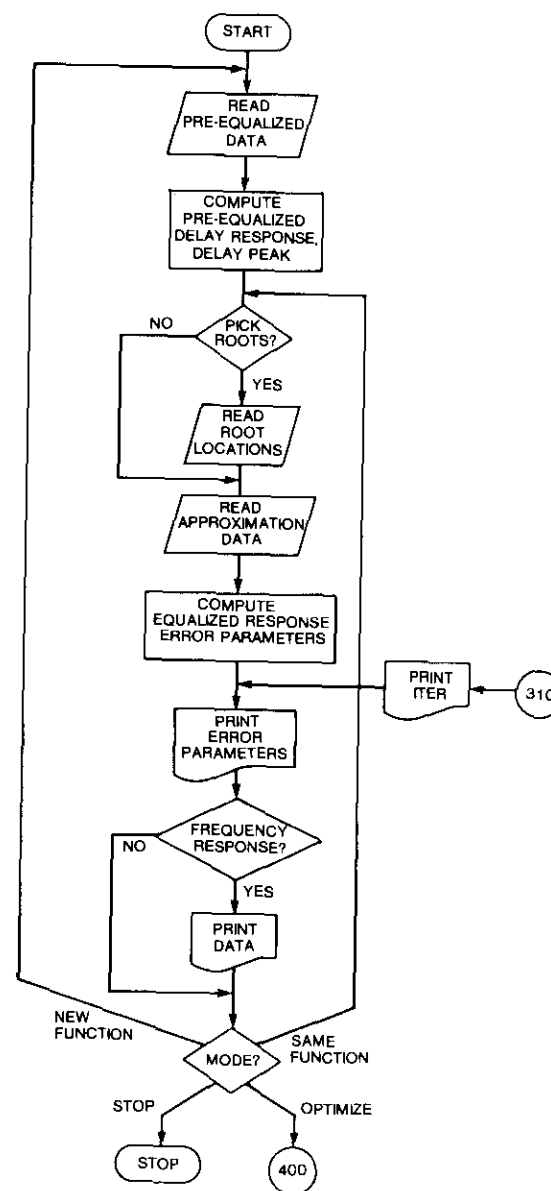 START
READ
PRE-EQUALIZED
DATA
COMPUTE
PRE-EQUALIZED
DELAY RESPONSE,
DELAY PEAK
NO
PICK
ROOTS?
YES
READ
ROOT
LOCATIONS
READ
APPROXIMATION
DATA
COMPUTE
EQUALIZED RESPONSE
ERROR PARAMETERS
PRINT
ITER
310
PRINT
ERROR
PARAMETERS
NO
FREQUENCY
RESPONSE?
YES
PRINT
DATA
NEW
FUNCTION
MODE?
SAME
FUNCTION
STOP
OPTIMIZE
STOP
400